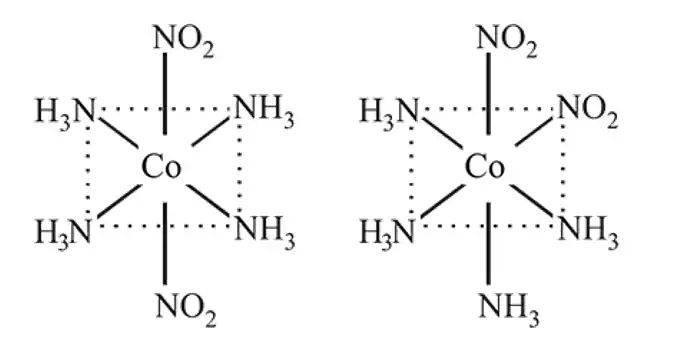 NO₂ NO₂
H₃N NH₃ H₃N NO₂
Co Co
H₃N NH₃ H₃N NH₃
NO₂ NH₃